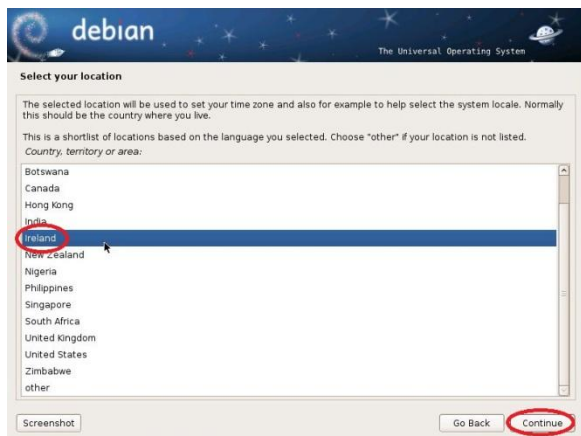 debian
The Universal Operating System
Select your location
The selected location will be used to set your time zone and also for example to help select the system locale. Normally
this should be the country where you live.
This is a shortlist of locations based on the language you selected. Choose "other" if your location is not listed.
Country, territory or area:
Botswana
Canada
Hong Kong
India
Ireland
New Zealand
Nigeria
Philippines
Singapore
South Africa
United Kingdom
United States
Zimbabwe
other
Screenshot
Go Back
Continue